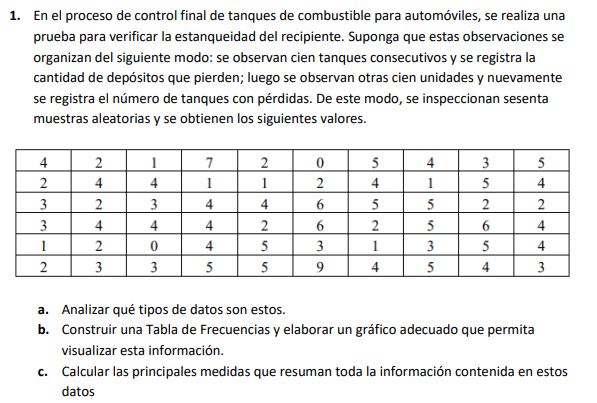 1. En el proceso de control final de tanques de combustible para automóviles, se realiza una
prueba para verificar la estanqueidad del recipiente. Suponga que estas observaciones se
organizan del siguiente modo: se observan cien tanques consecutivos y se registra la
cantidad de depósitos que pierden; luego se observan otras cien unidades y nuevamente
se registra el número de tanques con pérdidas. De este modo, se inspeccionan sesenta
muestras aleatorias y se obtienen los siguientes valores.
4 2 1 7 2 0 5 4 3 5
2 4 4 1 1 2 4 1 5 4
3 2 3 4 4 6 5 5 2 2
3 4 4 4 2 6 2 5 6 4
1 2 0 4 5 3 1 3 5 4
2 3 3 5 5 9 4 5 4 3
a. Analizar qué tipos de datos son estos.
b. Construir una Tabla de Frecuencias y elaborar un gráfico adecuado que permita
visualizar esta información.
c. Calcular las principales medidas que resuman toda la información contenida en estos
datos